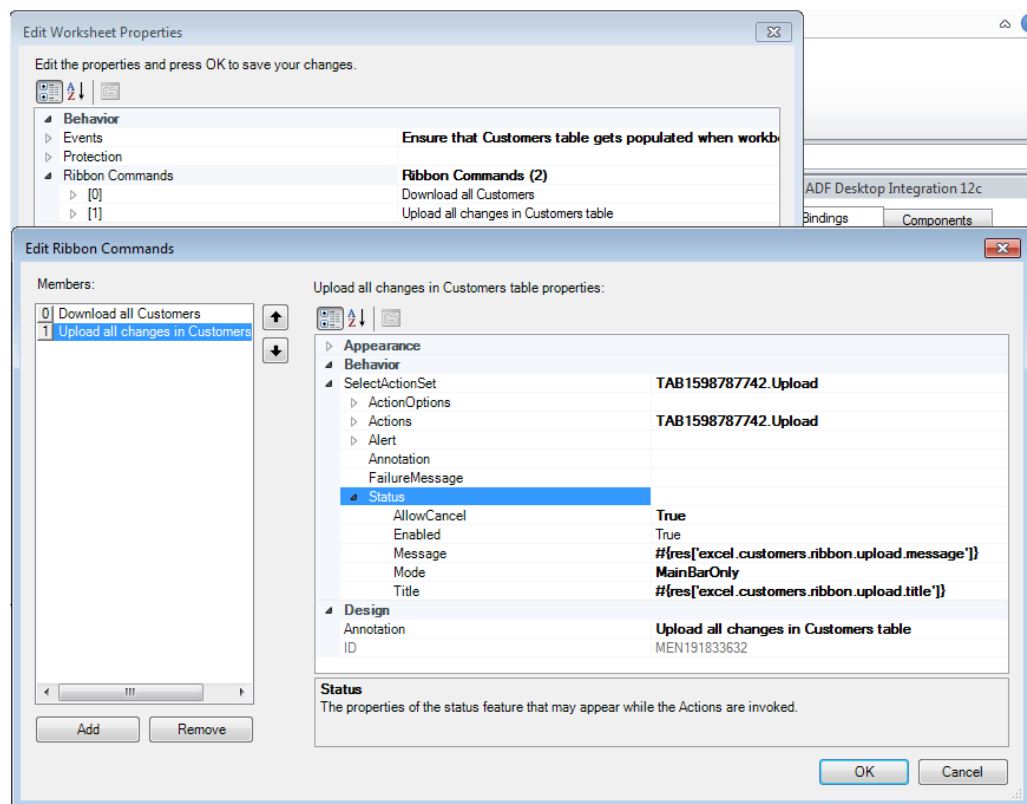 Edit Worksheet Properties
Edit the properties and press OK to save your changes.
Behavior
Events Ensure that Customers table gets populated when workb
Protection
Ribbon Commands Ribbon Commands (2)
[0] Download all Customers
[1] Upload all changes in Customers table
ADF Desktop Integration 12c
Bindings Components
Edit Ribbon Commands
Members:
0 Download all Customers
1 Upload all changes in Customers
Add Remove
Upload all changes in Customers table properties:
Appearance
Behavior
SelectActionSet TAB1598787742.Upload
ActionOptions
Actions TAB1598787742.Upload
Alert
Annotation
FailureMessage
Status
AllowCancel True
Enabled True
Message #{res['excel.customers.ribbon.upload.message']}
Mode MainBarOnly
Title #{res['excel.customers.ribbon.upload.title']}
Design
Annotation Upload all changes in Customers table
ID MEN191833632
Status
The properties of the status feature that may appear while the Actions are invoked.
OK Cancel